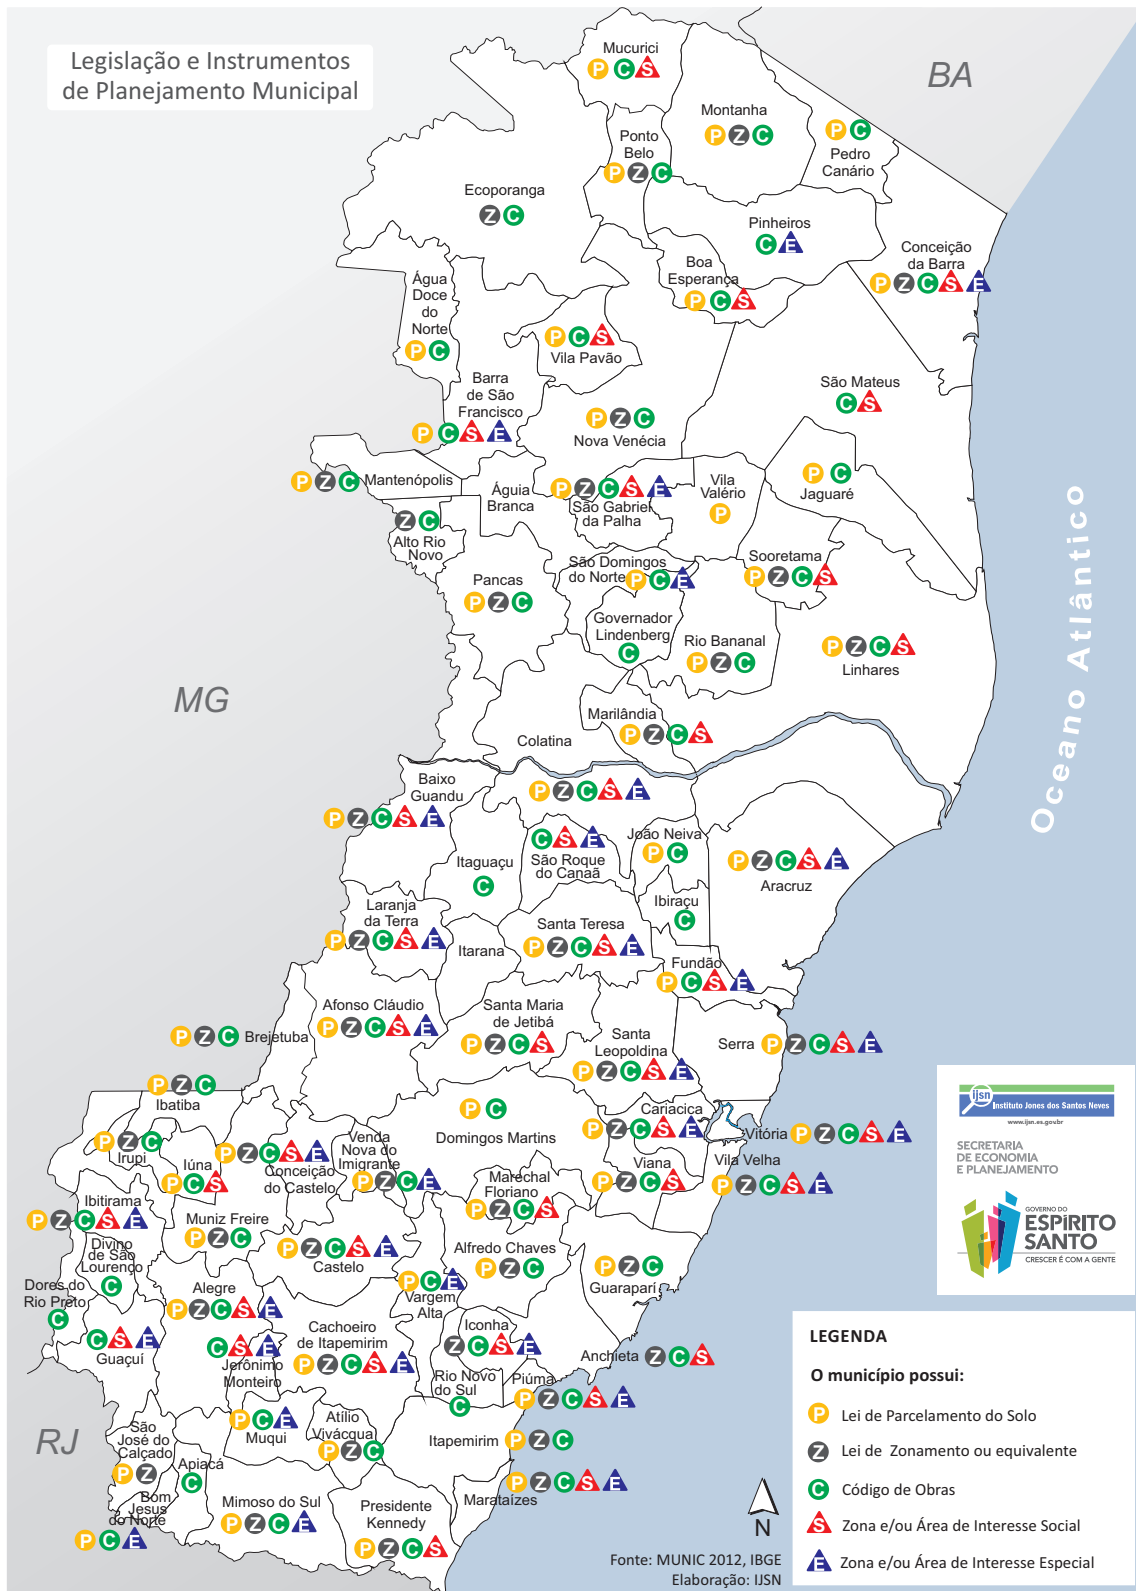 Legislação e Instrumentos
de Planejamento Municipal
BA
MG
RJ
Oceano Atlântico
Mucurici
P C S
Montanha
P Z C
P C
Pedro
Canário
Ponto
Belo
P Z C
Ecoporanga
Z C
Pinheiros
C E
Conceição
da Barra
P Z C S E
Boa
Esperança
P C S
Água
Doce
do
Norte
P C
P C S
Vila Pavão
Barra
de São
Francisco
P C S E
São Mateus
C S
P Z C
Nova Venécia
P Z C Mantenópolis
Águia
Branca
P Z C S E
São Gabriel
da Palha
Vila
Valério
P
P C
Jaguaré
Z C
Alto Rio
Novo
Pancas
P Z C
São Domingos
do Norte P C E
Sooretama
P Z C S
Governador
Lindenberg
C
Rio Bananal
P Z C
P Z C S
Linhares
Marilândia
P Z C S
Colatina
P Z C S E
Baixo
Guandu
P Z C S E
Itaguaçu
C
C S E
São Roque
do Canaã
João Neiva
P C
P Z C S E
Aracruz
Ibiraçu
C
Laranja
da Terra
P Z C S E
Itarana
Santa Teresa
P Z C S E
Fundão
P C S E
Afonso Cláudio
P Z C S E
Santa Maria
de Jetibá
P Z C S
Santa
Leopoldina
P Z C S E
Serra P Z C S E
P Z C Brejetuba
P Z C
Ibatiba
P C
Domingos Martins
Cariacica
P Z C S E
Vitória P Z C S E
P Z C
Irupi
Iúna
P C S
P Z C S E
Conceição
do Castelo
Venda
Nova do
Imigrante
P Z C E
Marechal
Floriano
P Z C S
Viana
P Z C S
Vila Velha
P Z C S E
Ibitirama
P Z C S E
Muniz Freire
P Z C
P Z C S E
Castelo
Alfredo Chaves
P Z C
P Z C
Guaraparí
Divino
de São
Lourenço
C
Dores do
Rio Preto
C
Alegre
P Z C S E
P C E
Vargem
Alta
C S E
Guaçuí
C S E
Jerônimo
Monteiro
Cachoeiro
de Itapemirim
P Z C S E
Iconha
Z C S E
Anchieta Z C S
Rio Novo
do Sul
C
Piúma
P Z C S E
P C E
Muqui
Atílio
Vivácqua
P Z C
Itapemirim P Z C
São
José do
Calçado
P Z
Apiacá
C
P Z C S E
Marataízes
Bom
Jesus
do Norte
P C E
Mimoso do Sul
P Z C E
Presidente
Kennedy
P Z C S
N
Fonte: MUNIC 2012, IBGE
Elaboração: IJSN
ijsn
Instituto Jones dos Santos Neves
www.ijsn.es.gov.br
SECRETARIA
DE ECONOMIA
E PLANEJAMENTO
GOVERNO DO
ESPÍRITO
SANTO
CRESCER É COM A GENTE
LEGENDA
O município possui:
P Lei de Parcelamento do Solo
Z Lei de Zonamento ou equivalente
C Código de Obras
S Zona e/ou Área de Interesse Social
E Zona e/ou Área de Interesse Especial